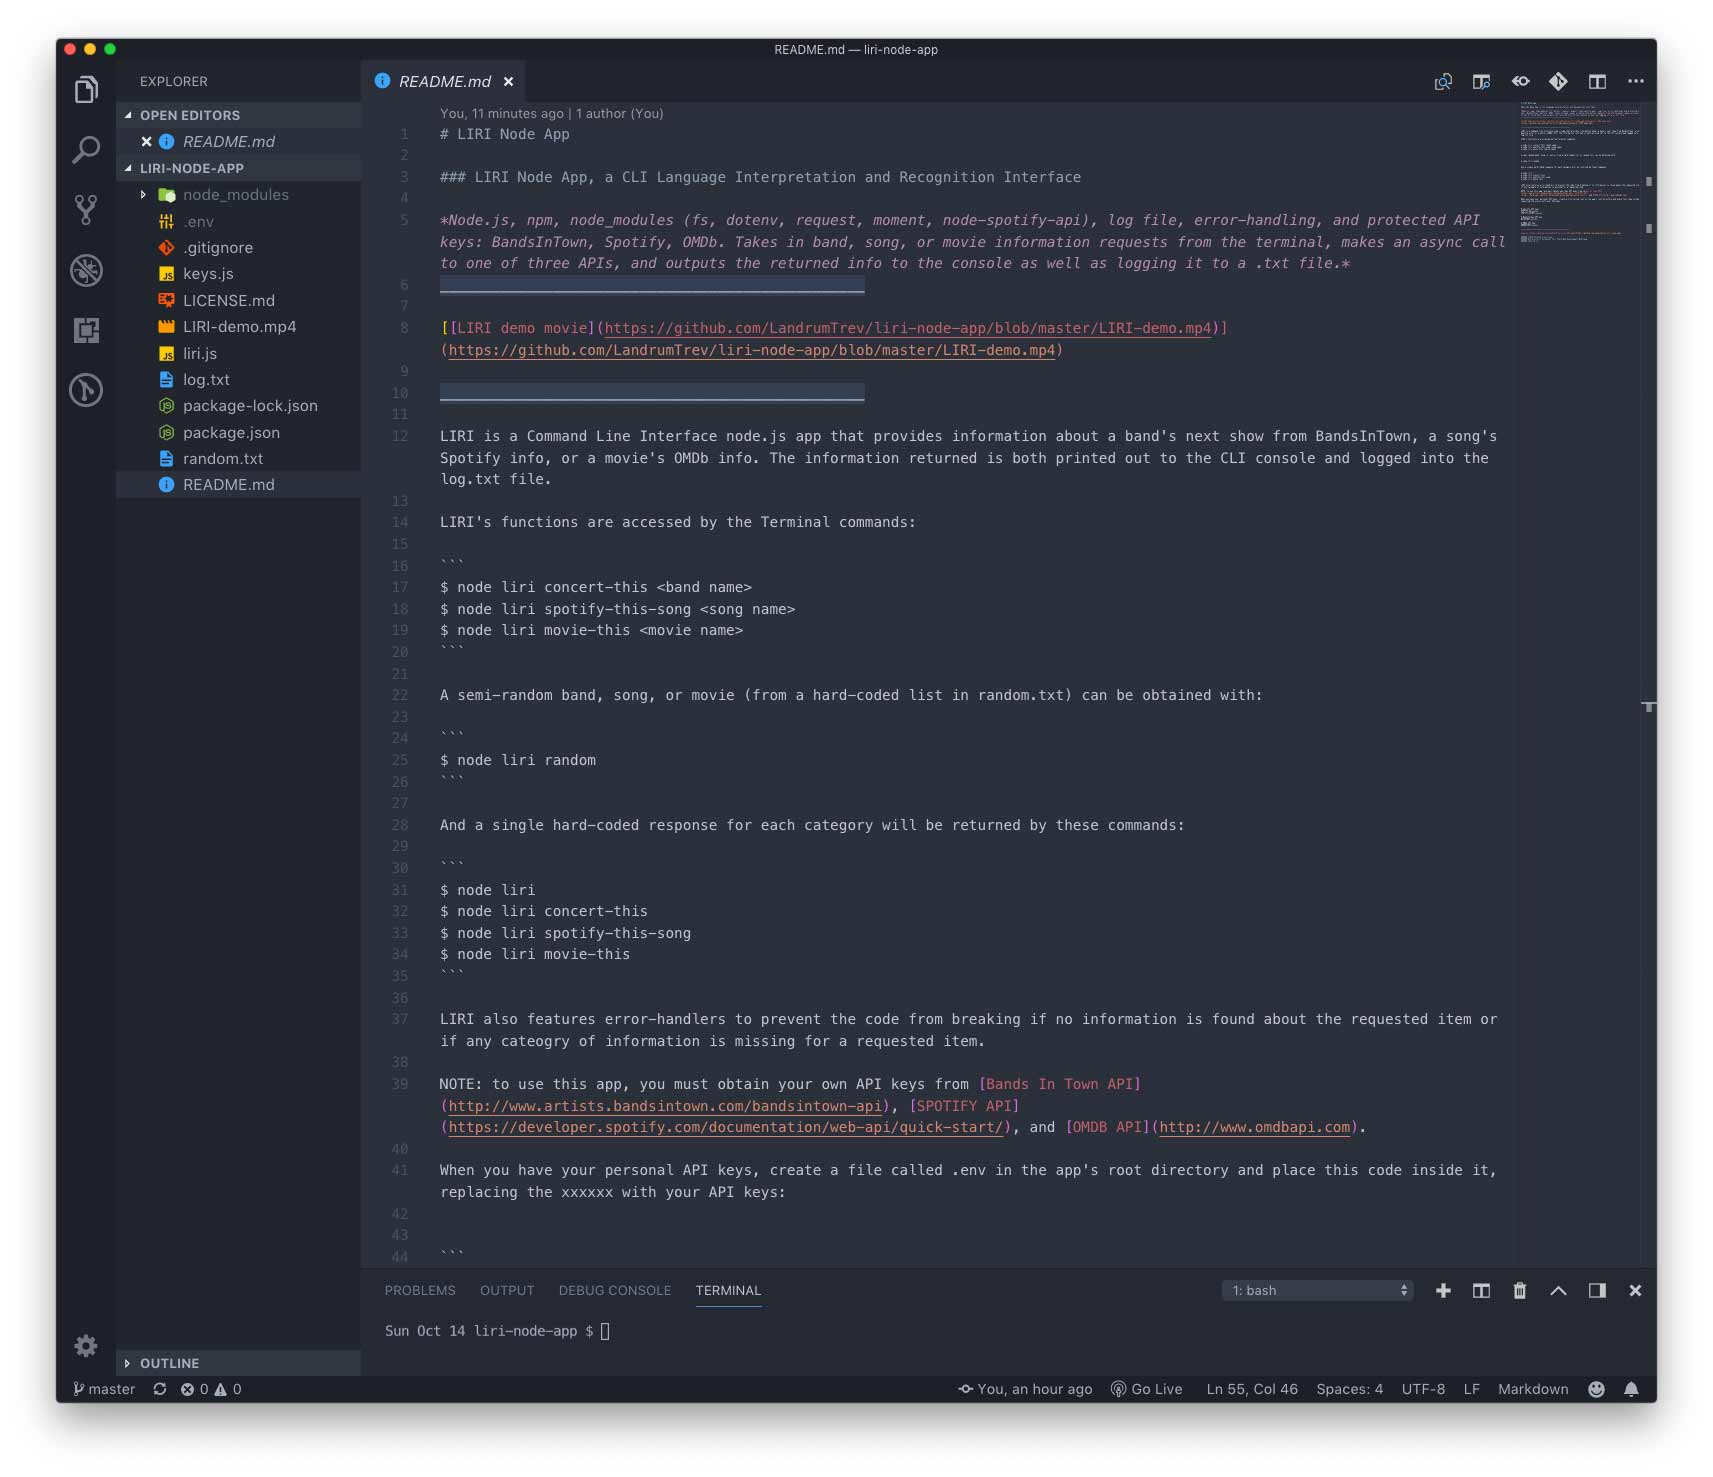 README.md — liri-node-app
EXPLORER
OPEN EDITORS
README.md
LIRI-NODE-APP
node_modules
.env
.gitignore
keys.js
LICENSE.md
LIRI-demo.mp4
liri.js
log.txt
package-lock.json
package.json
random.txt
README.md
OUTLINE
README.md
You, 11 minutes ago | 1 author (You)
1 # LIRI Node App
2
3 ### LIRI Node App, a CLI Language Interpretation and Recognition Interface
4
5 *Node.js, npm, node_modules (fs, dotenv, request, moment, node-spotify-api), log file, error-handling, and protected API
keys: BandsInTown, Spotify, OMDb. Takes in band, song, or movie information requests from the terminal, makes an async call
to one of three APIs, and outputs the returned info to the console as well as logging it to a .txt file.*
6 _________________________________________________
7
8 [[LIRI demo movie](https://github.com/LandrumTrev/liri-node-app/blob/master/LIRI-demo.mp4)]
(https://github.com/LandrumTrev/liri-node-app/blob/master/LIRI-demo.mp4)
9
10 _________________________________________________
11
12 LIRI is a Command Line Interface node.js app that provides information about a band's next show from BandsInTown, a song's
Spotify info, or a movie's OMDb info. The information returned is both printed out to the CLI console and logged into the
log.txt file.
13
14 LIRI's functions are accessed by the Terminal commands:
15
16 ```
17 $ node liri concert-this <band name>
18 $ node liri spotify-this-song <song name>
19 $ node liri movie-this <movie name>
20 ```
21
22 A semi-random band, song, or movie (from a hard-coded list in random.txt) can be obtained with:
23
24 ```
25 $ node liri random
26 ```
27
28 And a single hard-coded response for each category will be returned by these commands:
29
30 ```
31 $ node liri
32 $ node liri concert-this
33 $ node liri spotify-this-song
34 $ node liri movie-this
35 ```
36
37 LIRI also features error-handlers to prevent the code from breaking if no information is found about the requested item or
if any cateogry of information is missing for a requested item.
38
39 NOTE: to use this app, you must obtain your own API keys from [Bands In Town API]
(http://www.artists.bandsintown.com/bandsintown-api), [SPOTIFY API]
(https://developer.spotify.com/documentation/web-api/quick-start/), and [OMDB API](http://www.omdbapi.com).
40
41 When you have your personal API keys, create a file called .env in the app's root directory and place this code inside it,
replacing the xxxxxx with your API keys:
42
43
44 ```
PROBLEMS OUTPUT DEBUG CONSOLE TERMINAL 1: bash
Sun Oct 14 liri-node-app $
master 0 0 You, an hour ago Go Live Ln 55, Col 46 Spaces: 4 UTF-8 LF Markdown